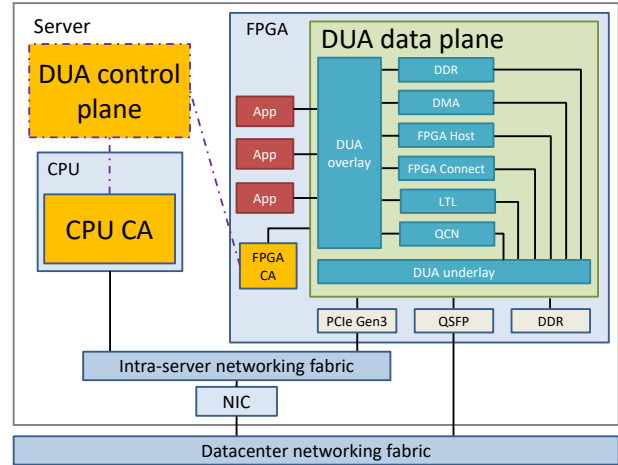 Server
DUA control
plane
CPU
CPU CA
FPGA
DUA data plane
App
App
App
FPGA
CA
DUA
overlay
DDR
DMA
FPGA Host
FPGA Connect
LTL
QCN
DUA underlay
PCIe Gen3
QSFP
DDR
Intra-server networking fabric
NIC
Datacenter networking fabric